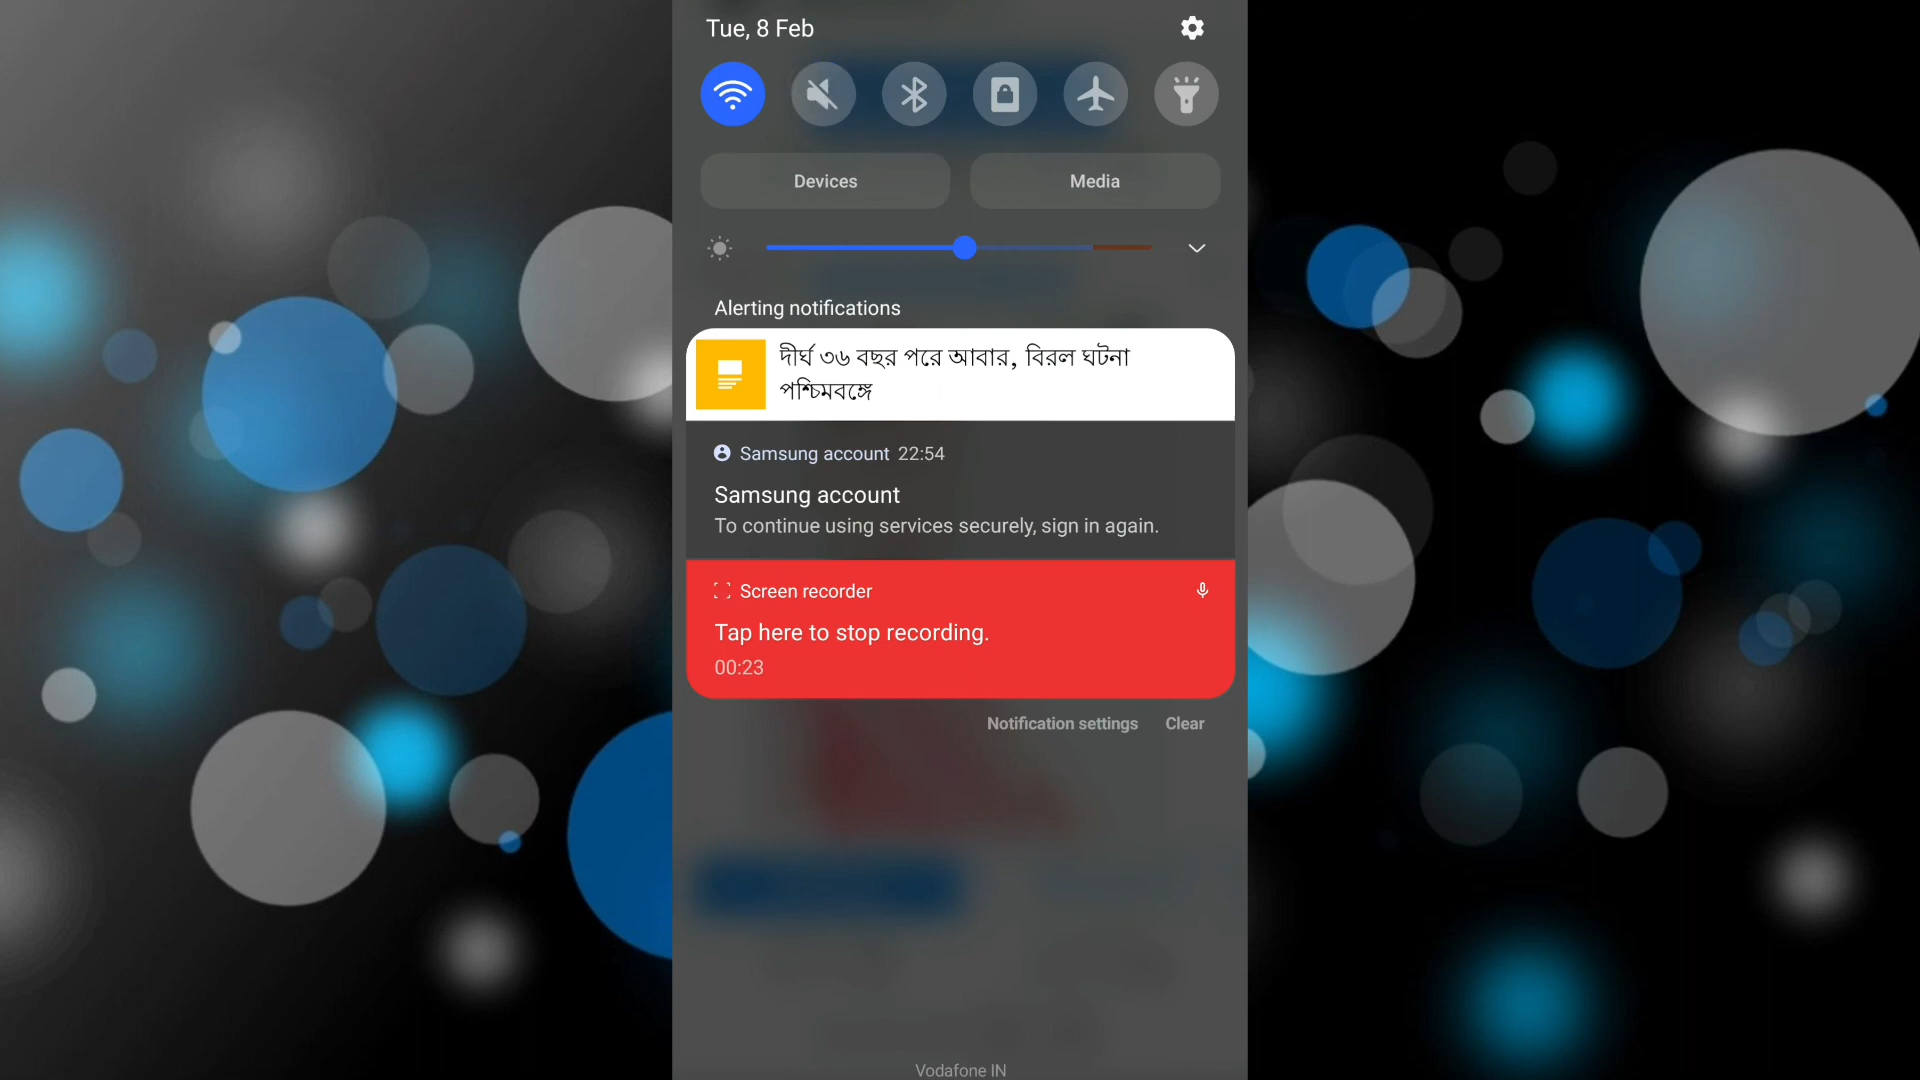 Tue, 8 Feb
Devices
Media
Alerting notifications
দীর্ঘ ৩৬ বছর পরে আবার, বিরল ঘটনা
পশ্চিমবঙ্গে
Samsung account 22:54
Samsung account
To continue using services securely, sign in again.
Screen recorder
Tap here to stop recording.
00:23
Notification settings
Clear
Vodafone IN